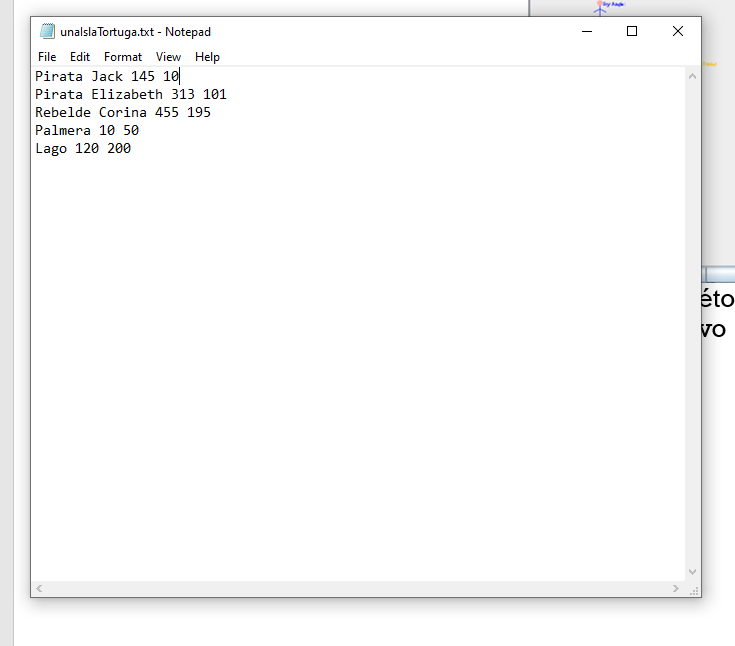 unaIslaTortuga.txt - Notepad
File Edit Format View Help
Pirata Jack 145 10
Pirata Elizabeth 313 101
Rebelde Corina 455 195
Palmera 10 50
Lago 120 200
éto
vo